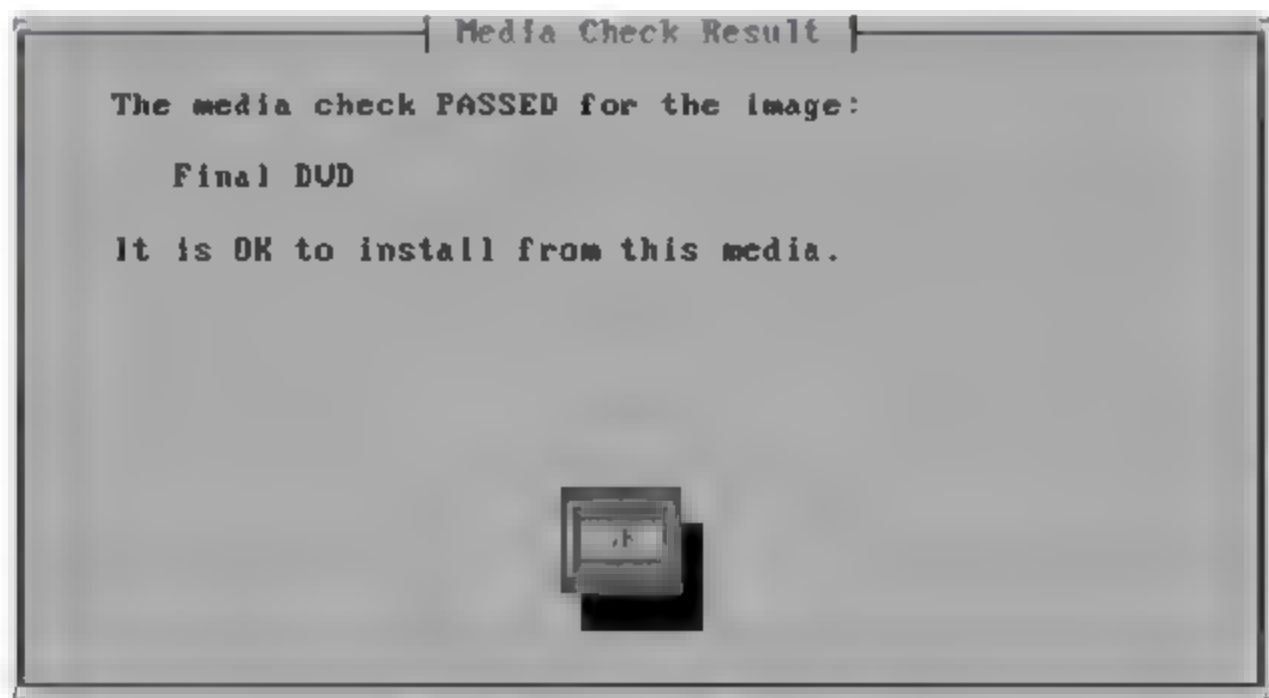 Media Check Result
The media check PASSED for the image:
Final DVD
It is OK to install from this media.